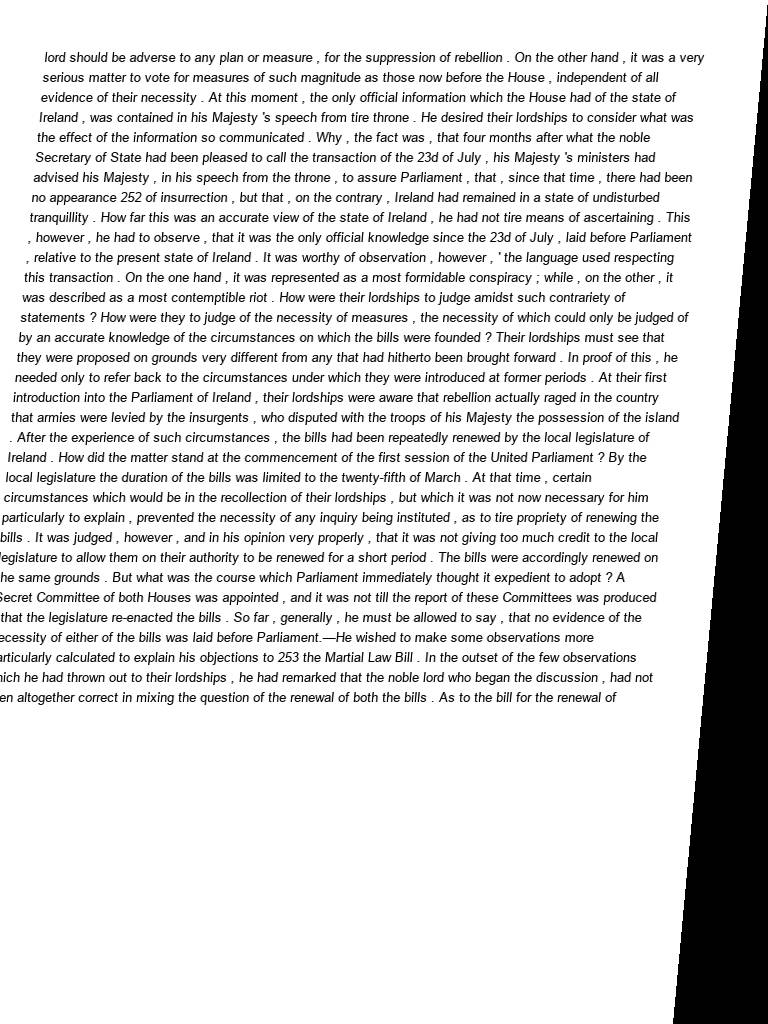 lord should be adverse to any plan or measure , for the suppression of rebellion . On the other hand , it was a very
serious matter to vote for measures of such magnitude as those now before the House , independent of all
evidence of their necessity . At this moment , the only official information which the House had of the state of
Ireland , was contained in his Majesty 's speech from tire throne . He desired their lordships to consider what was
the effect of the information so communicated . Why , the fact was , that four months after what the noble
Secretary of State had been pleased to call the transaction of the 23d of July , his Majesty 's ministers had
advised his Majesty , in his speech from the throne , to assure Parliament , that , since that time , there had been
no appearance 252 of insurrection , but that , on the contrary , Ireland had remained in a state of undisturbed
tranquillity . How far this was an accurate view of the state of Ireland , he had not tire means of ascertaining . This
, however , he had to observe , that it was the only official knowledge since the 23d of July , laid before Parliament
, relative to the present state of Ireland . It was worthy of observation , however , ' the language used respecting
this transaction . On the one hand , it was represented as a most formidable conspiracy ; while , on the other , it
was described as a most contemptible riot . How were their lordships to judge amidst such contrariety of
statements ? How were they to judge of the necessity of measures , the necessity of which could only be judged of
by an accurate knowledge of the circumstances on which the bills were founded ? Their lordships must see that
they were proposed on grounds very different from any that had hitherto been brought forward . In proof of this , he
needed only to refer back to the circumstances under which they were introduced at former periods . At their first
introduction into the Parliament of Ireland , their lordships were aware that rebellion actually raged in the country
that armies were levied by the insurgents , who disputed with the troops of his Majesty the possession of the island
. After the experience of such circumstances , the bills had been repeatedly renewed by the local legislature of
Ireland . How did the matter stand at the commencement of the first session of the United Parliament ? By the
local legislature the duration of the bills was limited to the twenty-fifth of March . At that time , certain
circumstances which would be in the recollection of their lordships , but which it was not now necessary for him
particularly to explain , prevented the necessity of any inquiry being instituted , as to tire propriety of renewing the
bills . It was judged , however , and in his opinion very properly , that it was not giving too much credit to the local
legislature to allow them on their authority to be renewed for a short period . The bills were accordingly renewed on
he same grounds . But what was the course which Parliament immediately thought it expedient to adopt ? A
Secret Committee of both Houses was appointed , and it was not till the report of these Committees was produced
that the legislature re-enacted the bills . So far , generally , he must be allowed to say , that no evidence of the
ecessity of either of the bills was laid before Parliament.—He wished to make some observations more
articularly calculated to explain his objections to 253 the Martial Law Bill . In the outset of the few observations
hich he had thrown out to their lordships , he had remarked that the noble lord who began the discussion , had not
en altogether correct in mixing the question of the renewal of both the bills . As to the bill for the renewal of